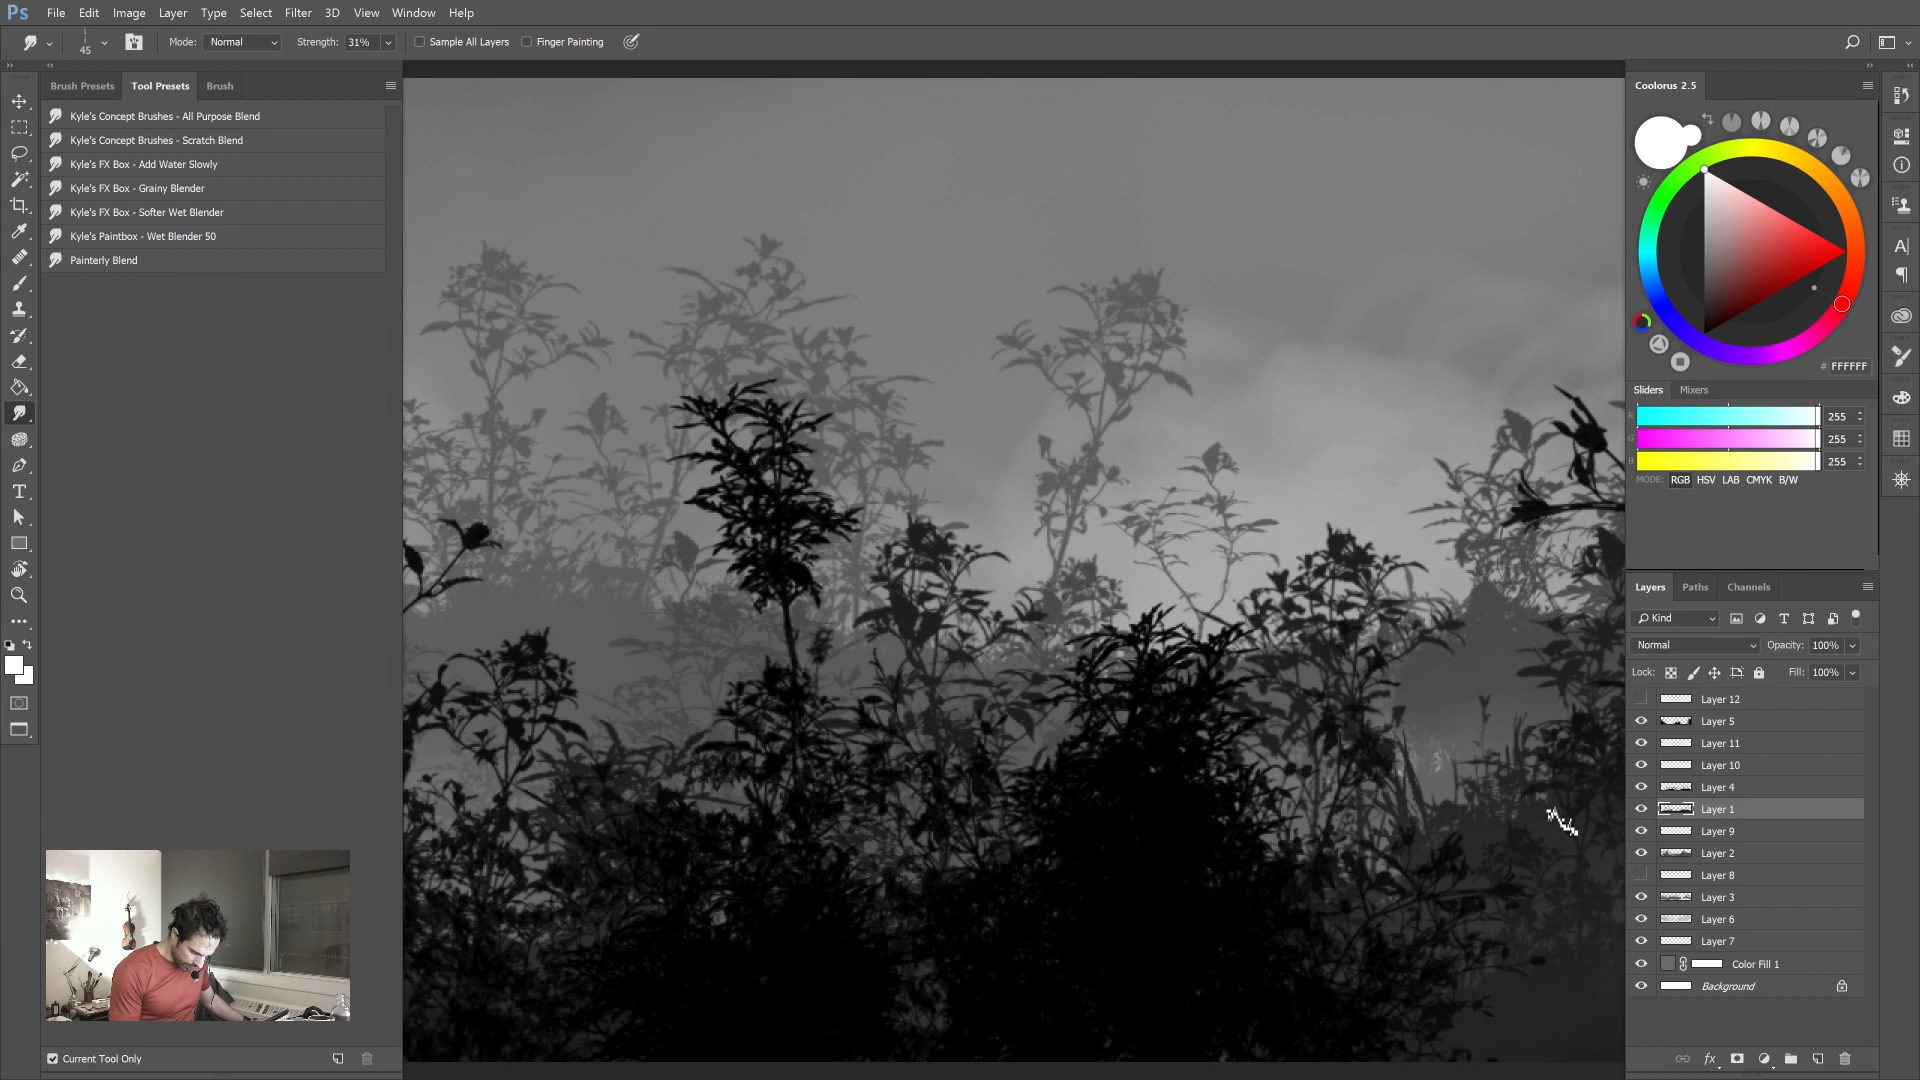 Ps File Edit Image Layer Type Select Filter 3D View Window Help
45 Mode: Normal Strength: 31% Sample All Layers Finger Painting
Brush Presets Tool Presets Brush
Kyle's Concept Brushes - All Purpose Blend
Kyle's Concept Brushes - Scratch Blend
Kyle's FX Box - Add Water Slowly
Kyle's FX Box - Grainy Blender
Kyle's FX Box - Softer Wet Blender
Kyle's Paintbox - Wet Blender 50
Painterly Blend
Current Tool Only
Coolorus 2.5
# FFFFFF
Sliders Mixers
R 255
G 255
B 255
MODE: RGB HSV LAB CMYK B/W
Layers Paths Channels
Kind
Normal Opacity: 100%
Lock: Fill: 100%
Layer 12
Layer 5
Layer 11
Layer 10
Layer 4
Layer 1
Layer 9
Layer 2
Layer 8
Layer 3
Layer 6
Layer 7
Color Fill 1
Background
fx